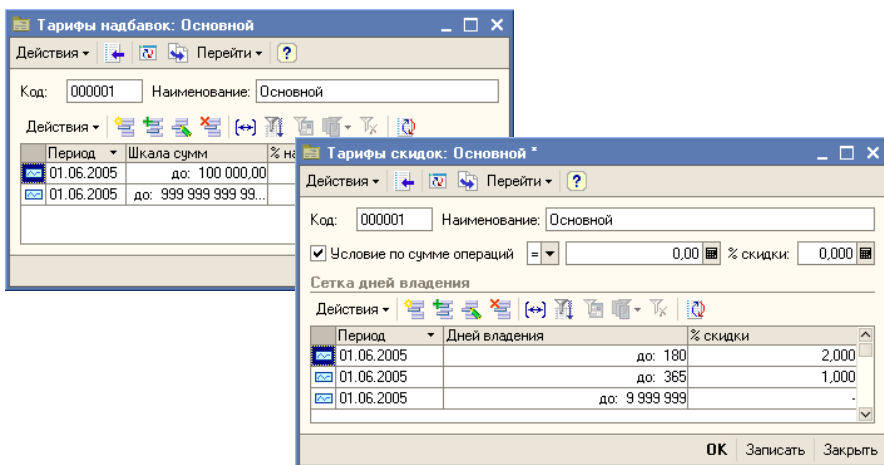 Тарифы надбавок: Основной
Действия Перейти ?
Код: 000001 Наименование: Основной
Действия
Период Шкала сумм % на
01.06.2005 до: 100 000,00
01.06.2005 до: 999 999 999 99...
Тарифы скидок: Основной *
Действия Перейти ?
Код: 000001 Наименование: Основной
Условие по сумме операций = 0,00 % скидки: 0,000
Сетка дней владения
Действия
Период Дней владения % скидки
01.06.2005 до: 180 2,000
01.06.2005 до: 365 1,000
01.06.2005 до: 9 999 999 -
OK Записать Закрыть